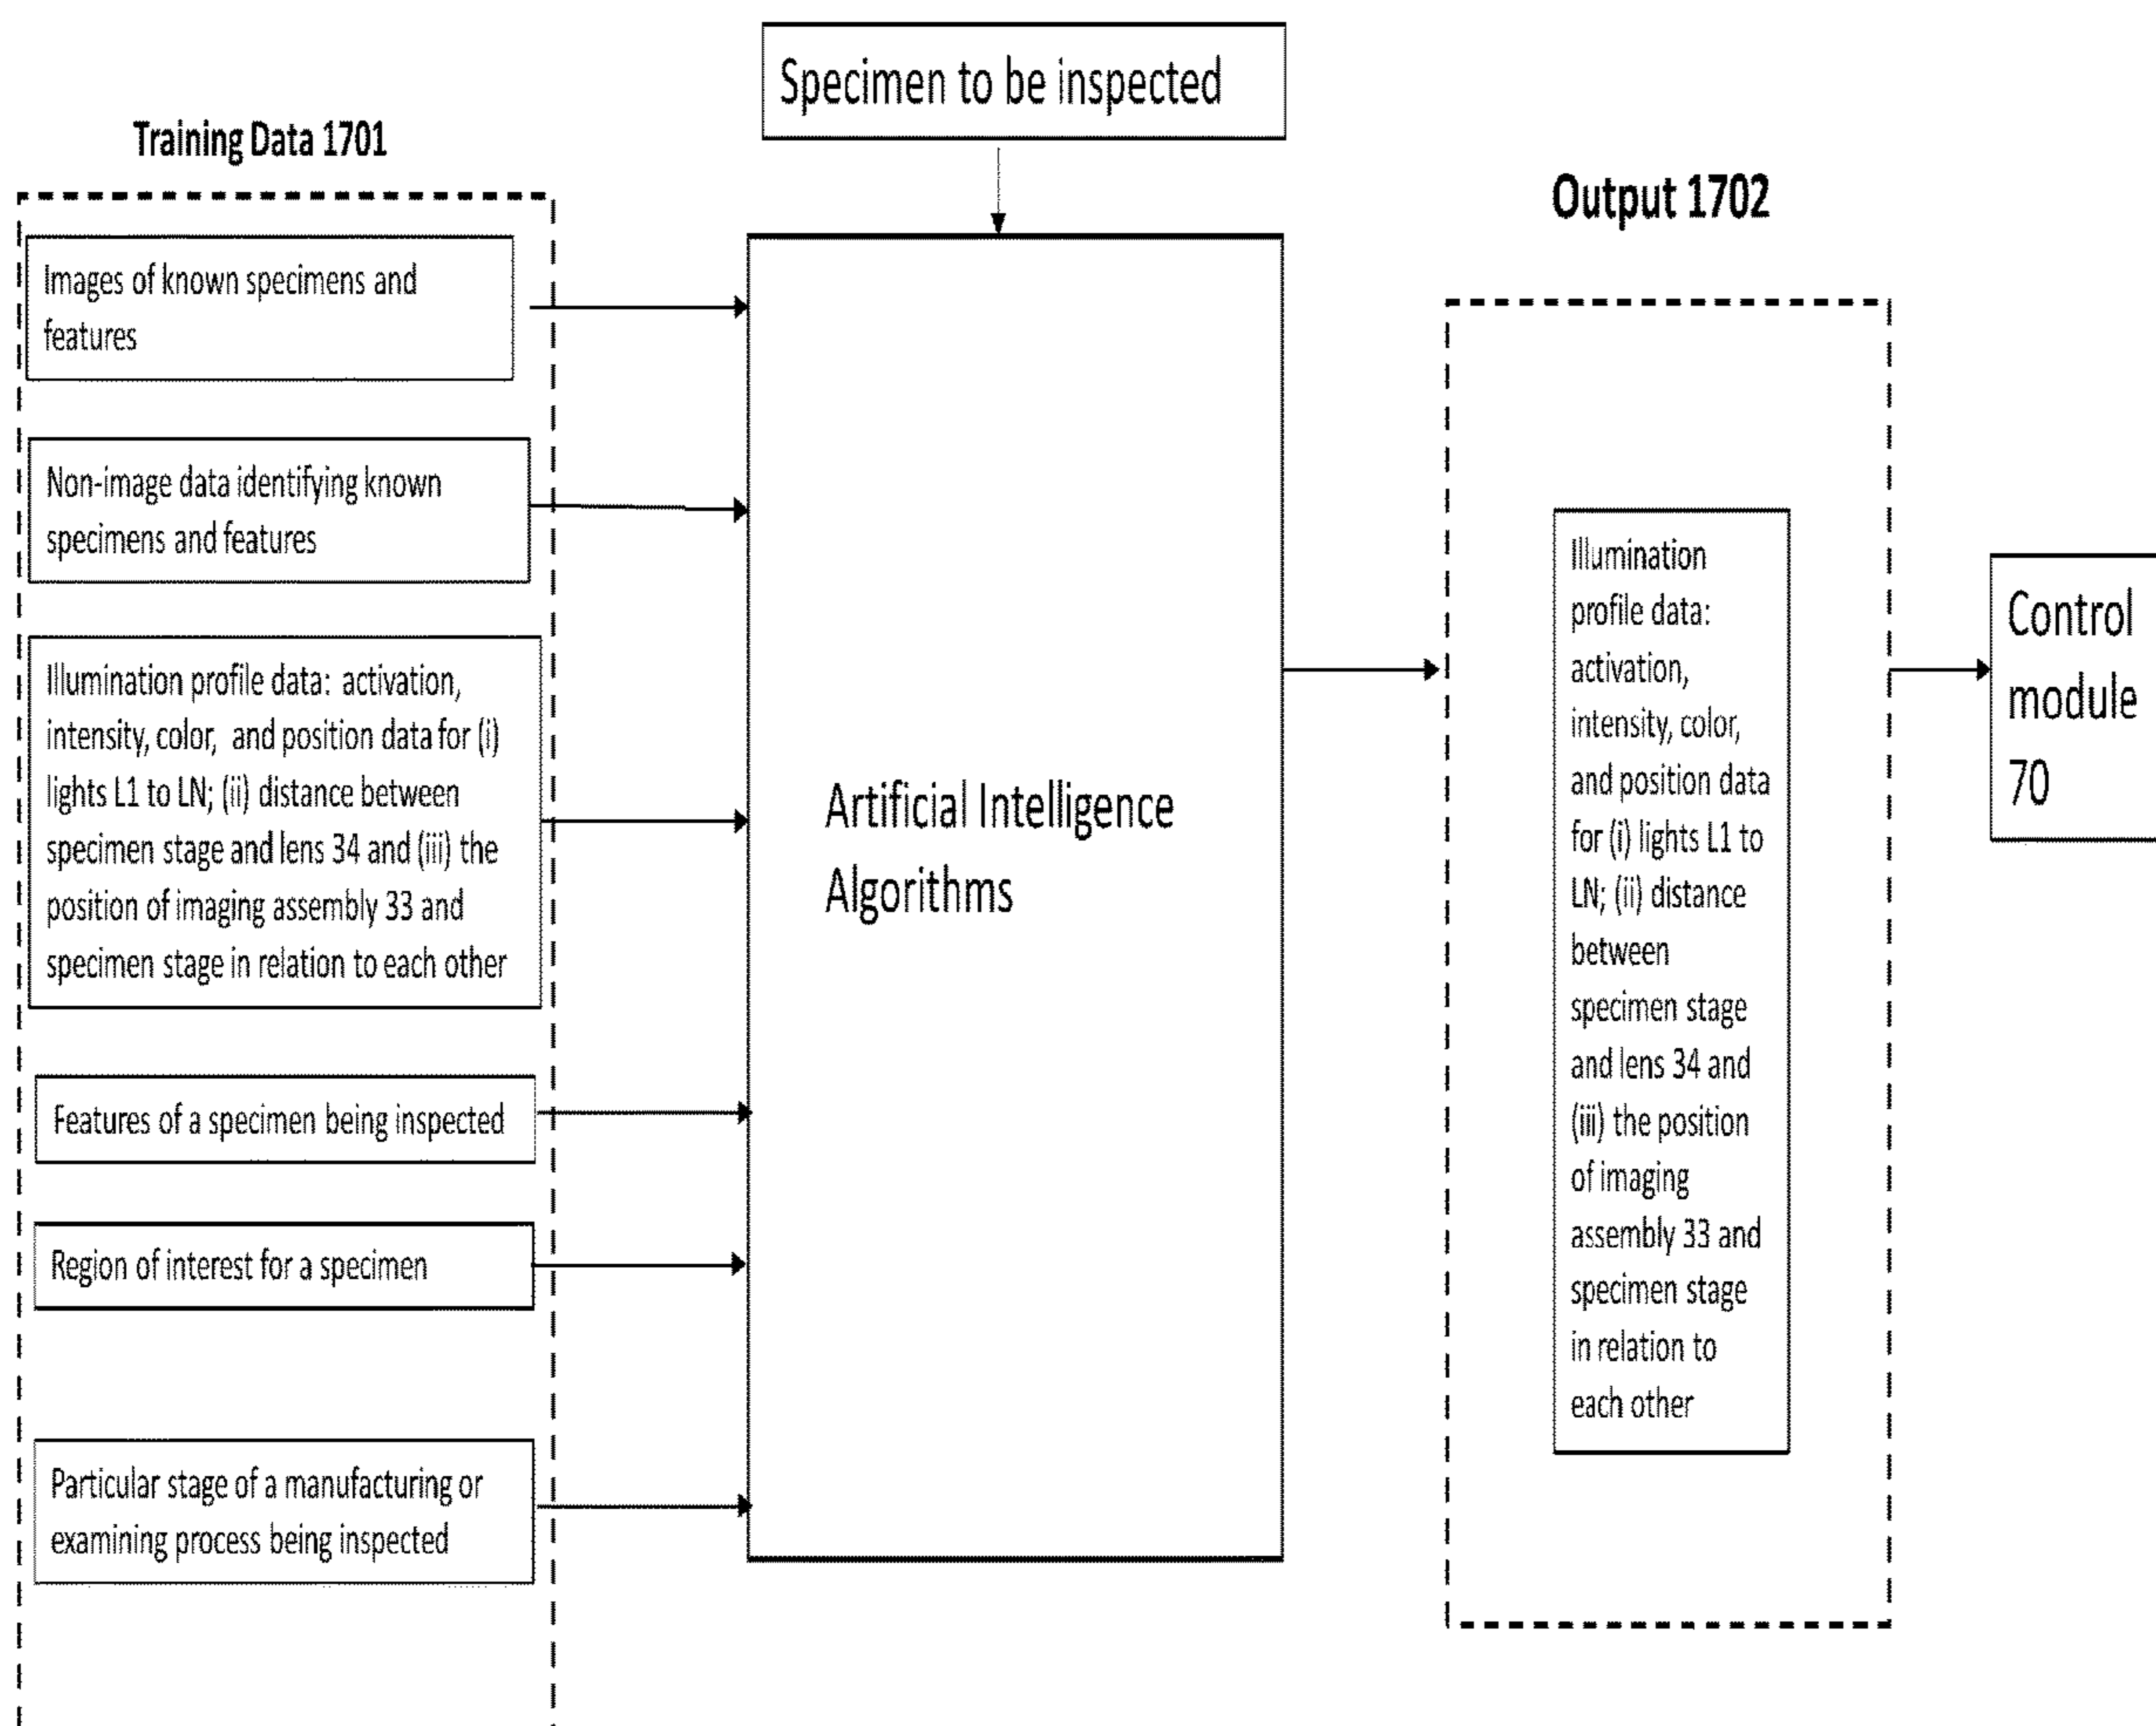 Specimen to be inspected
Training Data 1701
Images of known specimens and
features
Non-image data identifying known
specimens and features
Illumination profile data: activation,
intensity, color, and position data for (i)
lights L1 to LN; (ii) distance between
specimen stage and lens 34 and (iii) the
position of imaging assembly 33 and
specimen stage in relation to each other
Features of a specimen being inspected
Region of interest for a specimen
Particular stage of a manufacturing or
examining process being inspected
Artificial Intelligence
Algorithms
Output 1702
Illumination
profile data:
activation,
intensity, color,
and position data
for (i) lights L1 to
LN; (ii) distance
between
specimen stage
and lens 34 and
(iii) the position
of imaging
assembly 33 and
specimen stage
in relation to
each other
Control
module
70